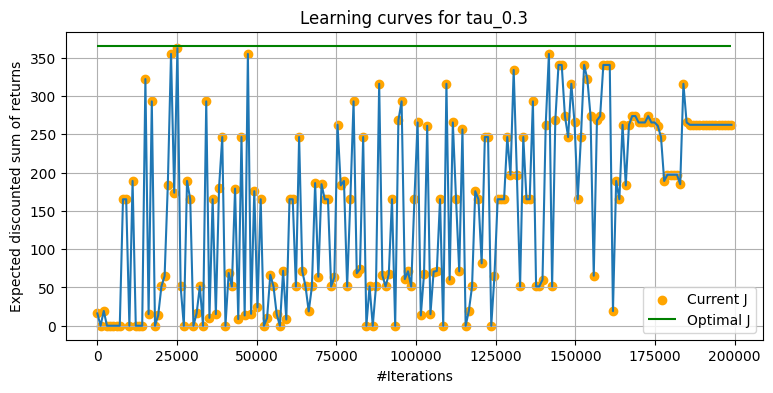 Learning curves for tau_0.3
Expected discounted sum of returns
350
300
250
200
150
100
50
0
0 25000 50000 75000 100000 125000 150000 175000 200000
#Iterations
Current J
Optimal J